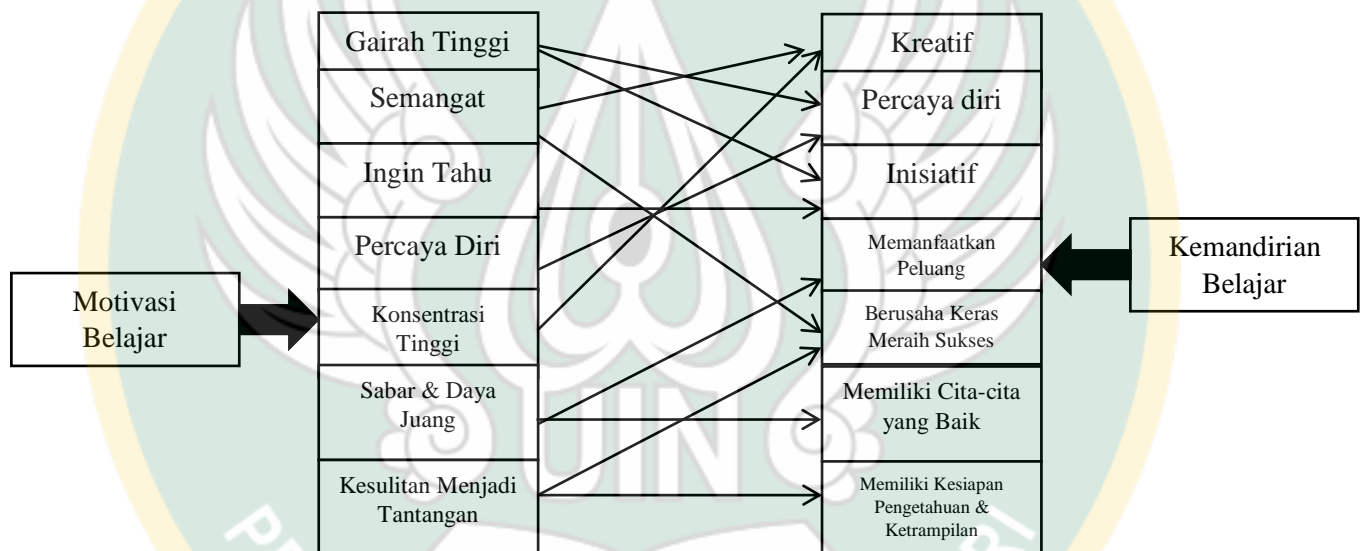 Gairah Tinggi
Semangat
Ingin Tahu
Percaya Diri
Konsentrasi
Tinggi
Sabar & Daya
Juang
Kesulitan Menjadi
Tantangan
Motivasi
Belajar
Kreatif
Percaya diri
Inisiatif
Memanfaatkan
Peluang
Berusaha Keras
Meraih Sukses
Memiliki Cita-cita
yang Baik
Memiliki Kesiapan
Pengetahuan &
Ketrampilan
Kemandirian
Belajar
UIN